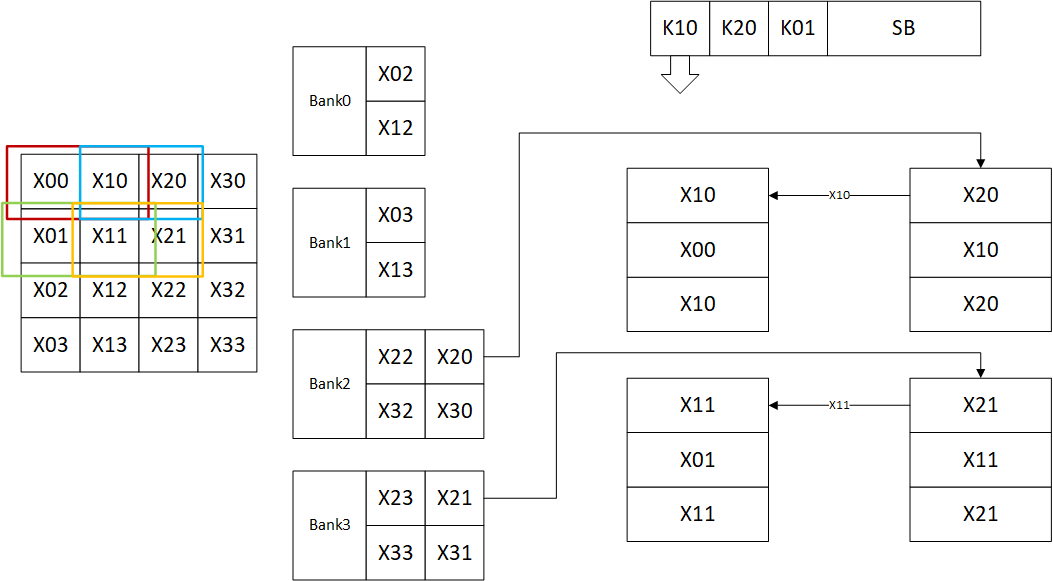 K10 K20 K01 SB
X00 X10 X20 X30
X01 X11 X21 X31
X02 X12 X22 X32
X03 X13 X23 X33
Bank0
X02
X12
Bank1
X03
X13
Bank2
X22 X20
X32 X30
Bank3
X23 X21
X33 X31
X10
X00
X10
X10
X20
X10
X20
X11
X01
X11
X11
X21
X11
X21